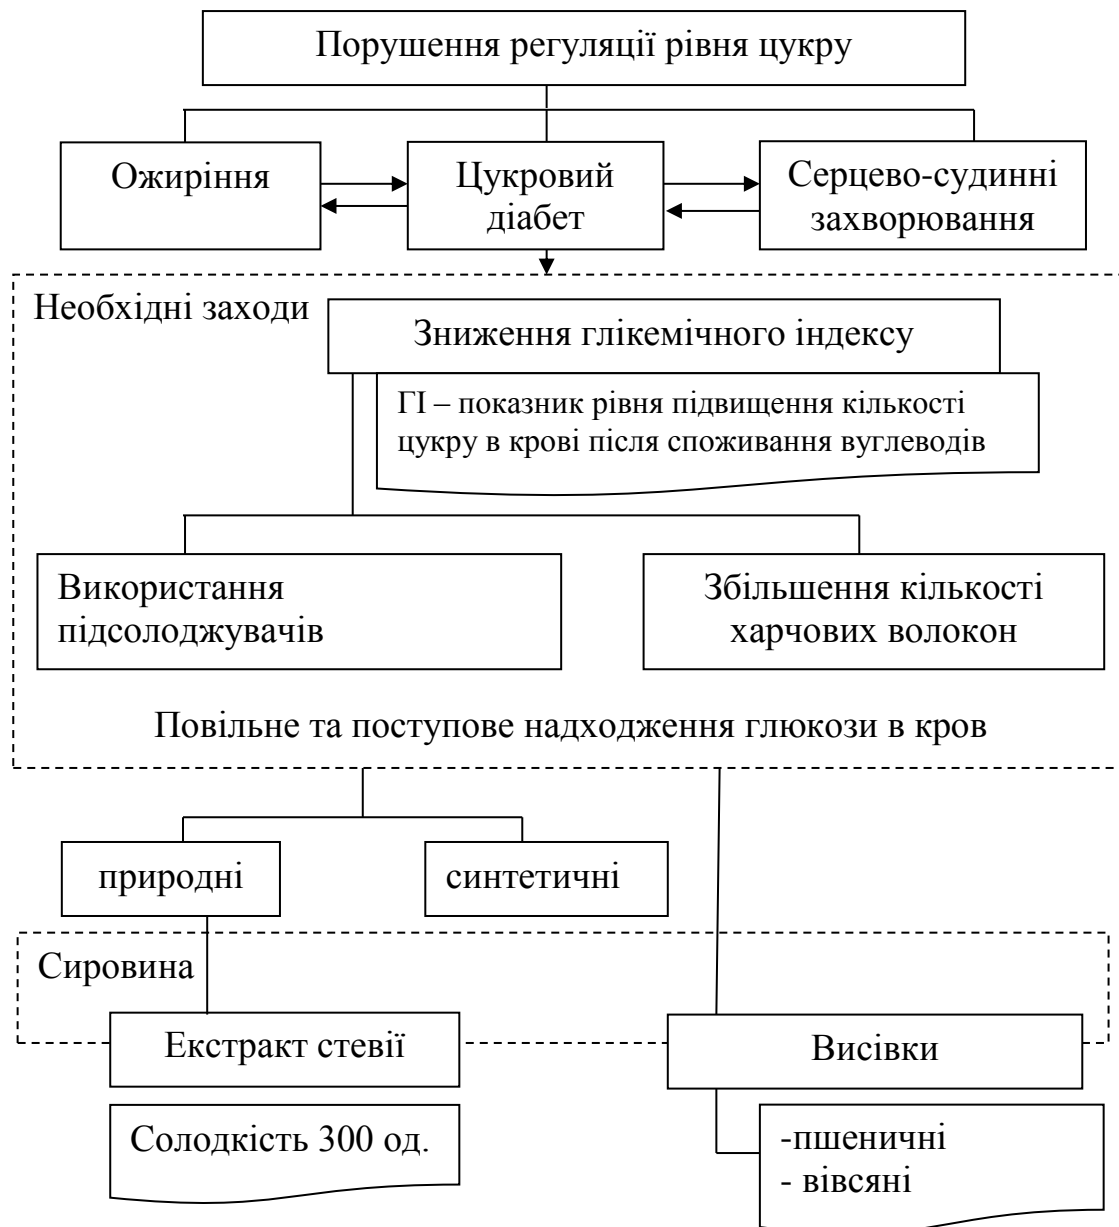 Порушення регуляції рівня цукру
Ожиріння
Цукровий
діабет
Серцево-судинні
захворювання
Необхідні заходи
Зниження глікемічного індексу
ГІ – показник рівня підвищення кількості
цукру в крові після споживання вуглеводів
Використання
підсолоджувачів
Збільшення кількості
харчових волокон
Повільне та поступове надходження глюкози в кров
природні
синтетичні
Сировина
Екстракт стевії
Висівки
Солодкість 300 од.
-пшеничні
- вівсяні